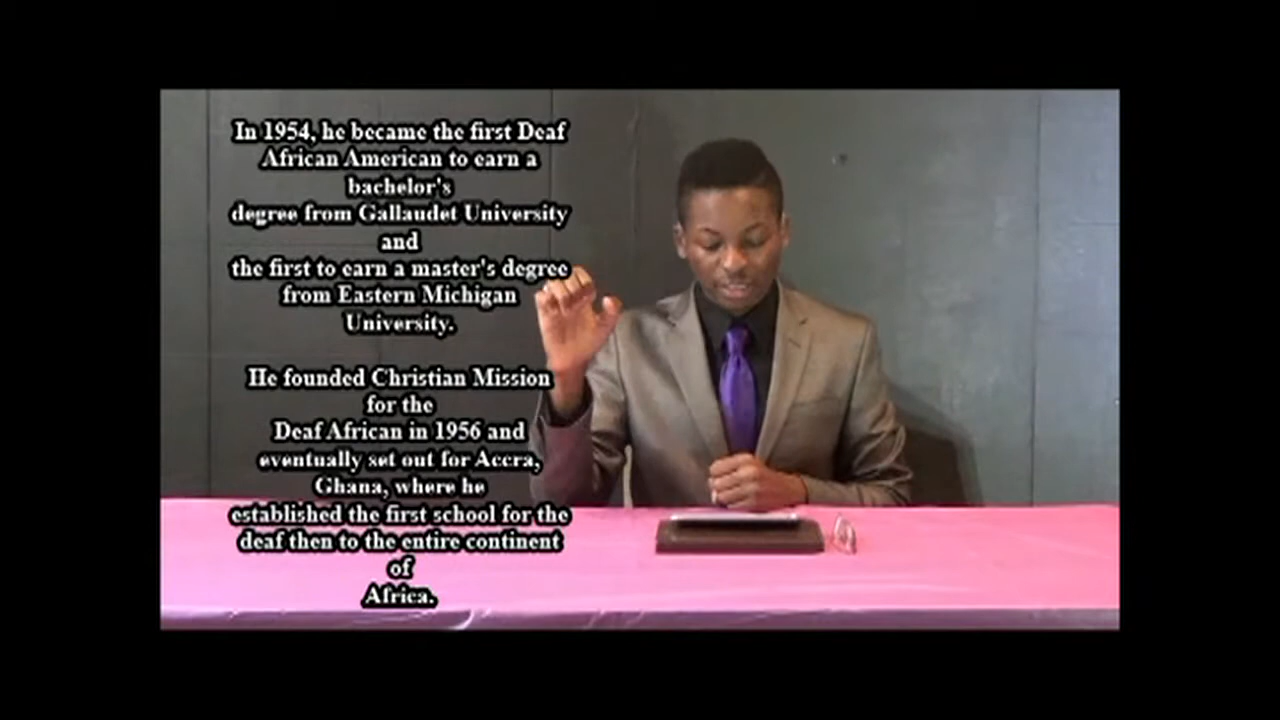 In 1954, he became the first Deaf
African American to earn a
bachelor's
degree from Gallaudet University
and
the first to earn a master's degree
from Eastern Michigan
University.
He founded Christian Mission
for the
Deaf African in 1956 and
eventually set out for Accra,
Ghana, where he
established the first school for the
deaf then to the entire continent
of
Africa.